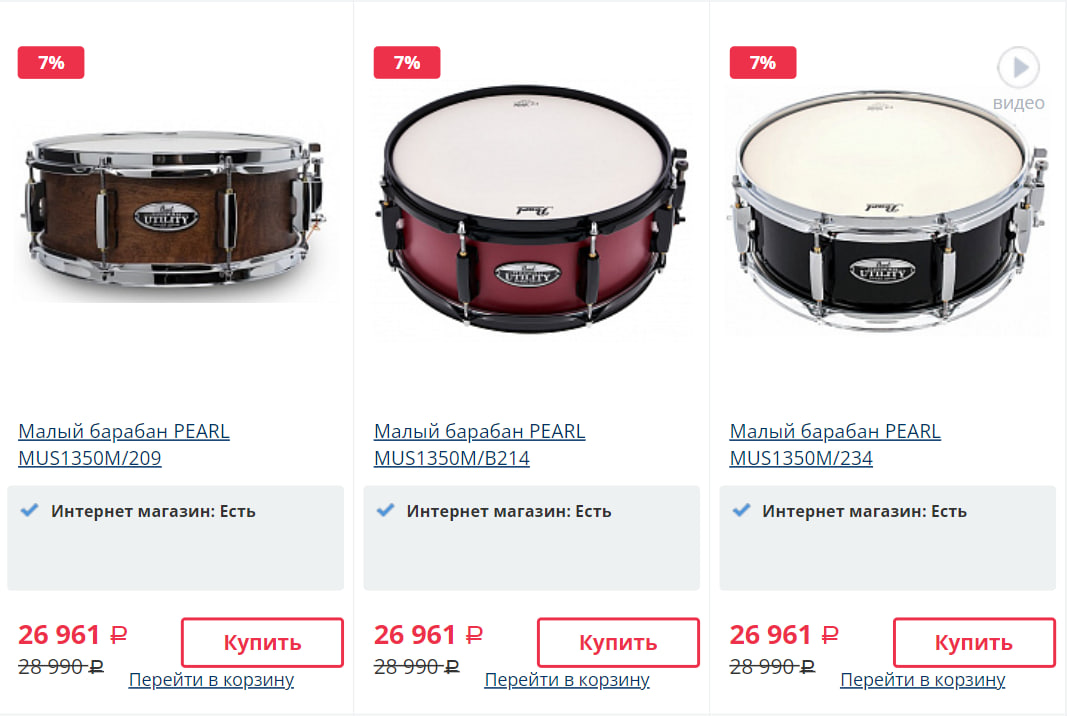 7%
7%
7%
видео
Pearl
Pearl
UTILITY
UTILITY
UTILITY
Малый барабан PEARL
MUS1350M/209
Малый барабан PEARL
MUS1350M/B214
Малый барабан PEARL
MUS1350M/234
Интернет магазин: Есть
Интернет магазин: Есть
Интернет магазин: Есть
26 961 ₽
28 990 ₽
Купить
Перейти в корзину
26 961 ₽
28 990 ₽
Купить
Перейти в корзину
26 961 ₽
28 990 ₽
Купить
Перейти в корзину